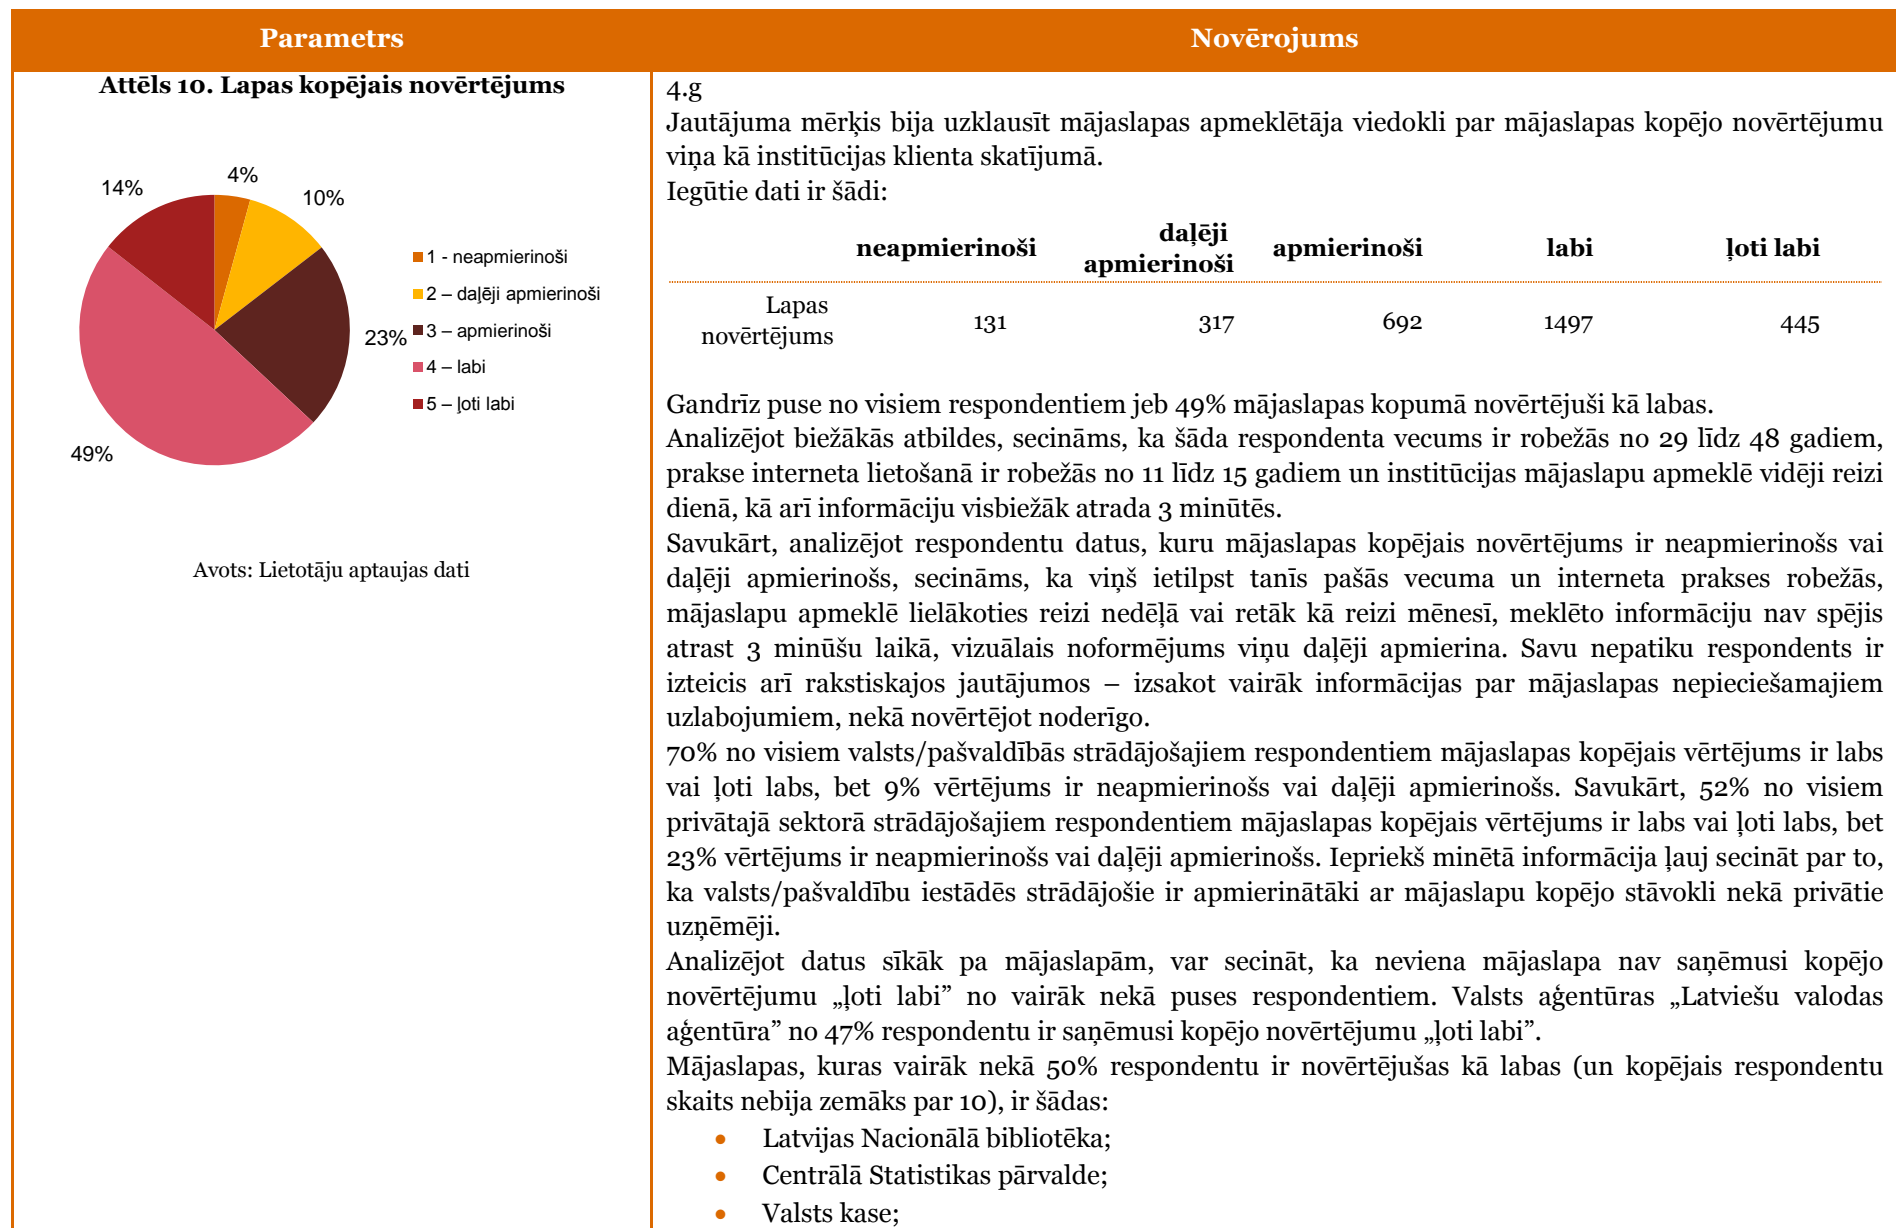 Parametrs
Novērojums
Attēls 10. Lapas kopējais novērtējums
14%
4%
10%
23%
49%
1 - neapmierinoši
2 – daļēji apmierinoši
3 – apmierinoši
4 – labi
5 – ļoti labi
Avots: Lietotāju aptaujas dati
4.g
Jautājuma mērķis bija uzklausīt mājaslapas apmeklētāja viedokli par mājaslapas kopējo novērtējumu
viņa kā institūcijas klienta skatījumā.
Iegūtie dati ir šādi:
neapmierinoši daļēji apmierinoši apmierinoši labi ļoti labi
Lapas novērtējums 131 317 692 1497 445
Gandrīz puse no visiem respondentiem jeb 49% mājaslapas kopumā novērtējuši kā labas.
Analizējot biežākās atbildes, secināms, ka šāda respondenta vecums ir robežās no 29 līdz 48 gadiem,
prakse interneta lietošanā ir robežās no 11 līdz 15 gadiem un institūcijas mājaslapu apmeklē vidēji reizi
dienā, kā arī informāciju visbiežāk atrada 3 minūtēs.
Savukārt, analizējot respondentu datus, kuru mājaslapas kopējais novērtējums ir neapmierinošs vai
daļēji apmierinošs, secināms, ka viņš ietilpst tanīs pašās vecuma un interneta prakses robežās,
mājaslapu apmeklē lielākoties reizi nedēļā vai retāk kā reizi mēnesī, meklēto informāciju nav spējis
atrast 3 minūšu laikā, vizuālais noformējums viņu daļēji apmierina. Savu nepatiku respondents ir
izteicis arī rakstiskajos jautājumos – izsakot vairāk informācijas par mājaslapas nepieciešamajiem
uzlabojumiem, nekā novērtējot noderīgo.
70% no visiem valsts/pašvaldībās strādājošajiem respondentiem mājaslapas kopējais vērtējums ir labs
vai ļoti labs, bet 9% vērtējums ir neapmierinošs vai daļēji apmierinošs. Savukārt, 52% no visiem
privātajā sektorā strādājošajiem respondentiem mājaslapas kopējais vērtējums ir labs vai ļoti labs, bet
23% vērtējums ir neapmierinošs vai daļēji apmierinošs. Iepriekš minētā informācija ļauj secināt par to,
ka valsts/pašvaldību iestādēs strādājošie ir apmierinātāki ar mājaslapu kopējo stāvokli nekā privātie
uzņēmēji.
Analizējot datus sīkāk pa mājaslapām, var secināt, ka neviena mājaslapa nav saņēmusi kopējo
novērtējumu „ļoti labi” no vairāk nekā puses respondentiem. Valsts aģentūras „Latviešu valodas
aģentūra” no 47% respondentu ir saņēmusi kopējo novērtējumu „ļoti labi”.
Mājaslapas, kuras vairāk nekā 50% respondentu ir novērtējušas kā labas (un kopējais respondentu
skaits nebija zemāks par 10), ir šādas:
• Latvijas Nacionālā bibliotēka;
• Centrālā Statistikas pārvalde;
• Valsts kase;